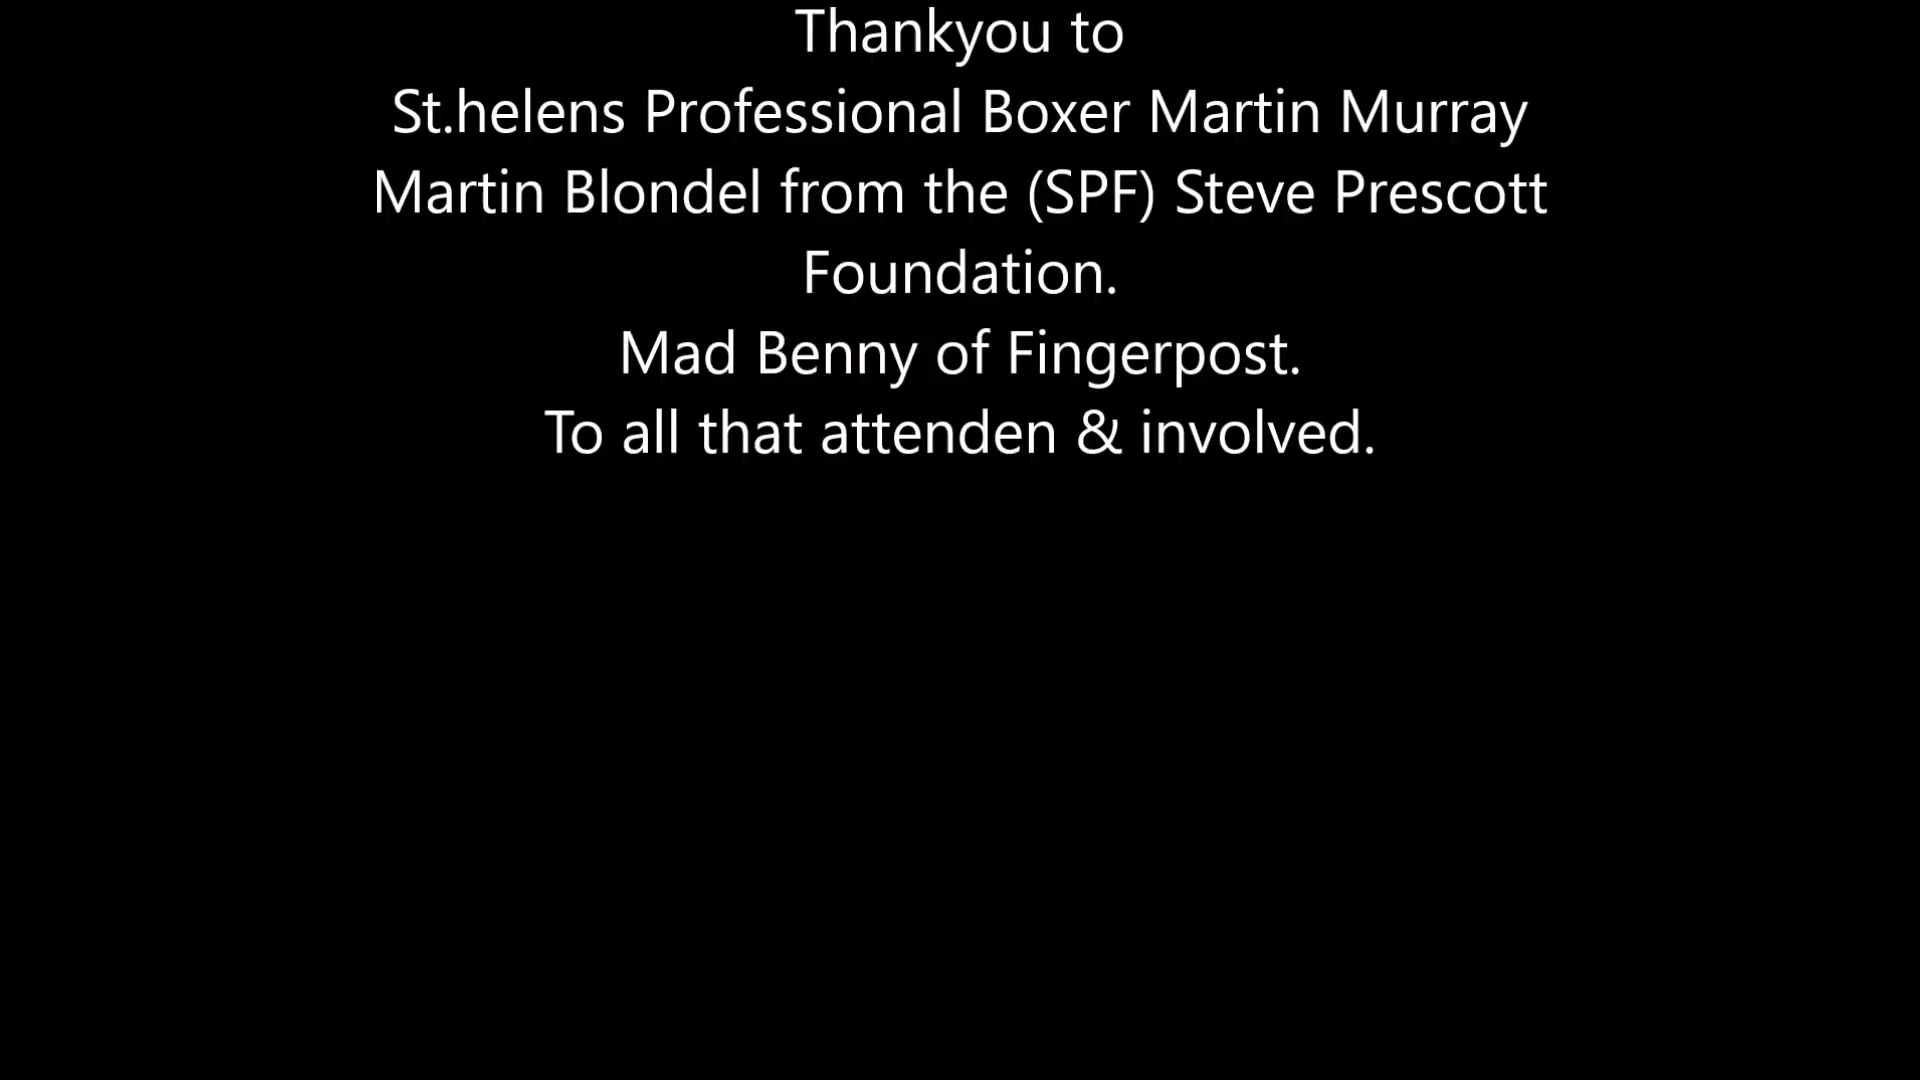 Thankyou to
St.helens Professional Boxer Martin Murray
Martin Blondel from the (SPF) Steve Prescott
Foundation.
Mad Benny of Fingerpost.
To all that attenden & involved.